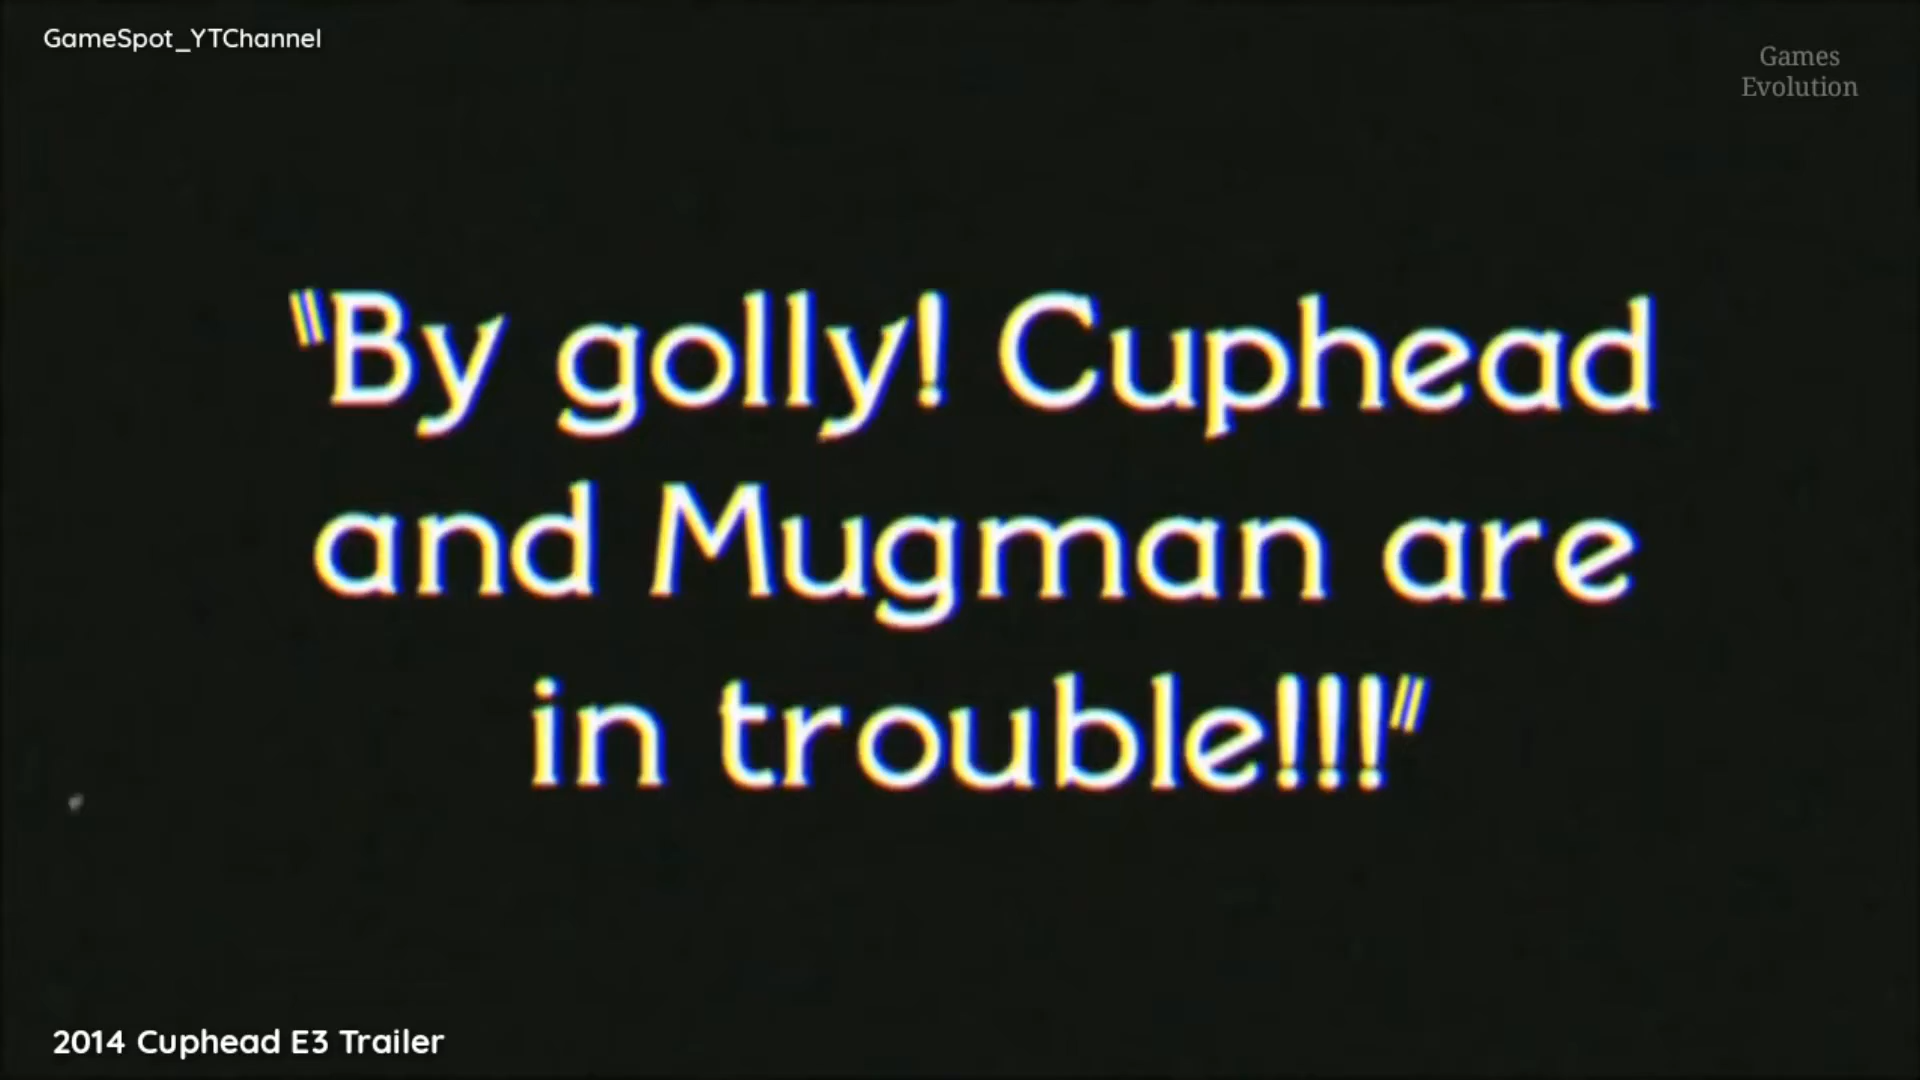 GameSpot_YTChannel
Games
Evolution
"By golly! Cuphead
and Mugman are
in trouble!!!"
2014 Cuphead E3 Trailer